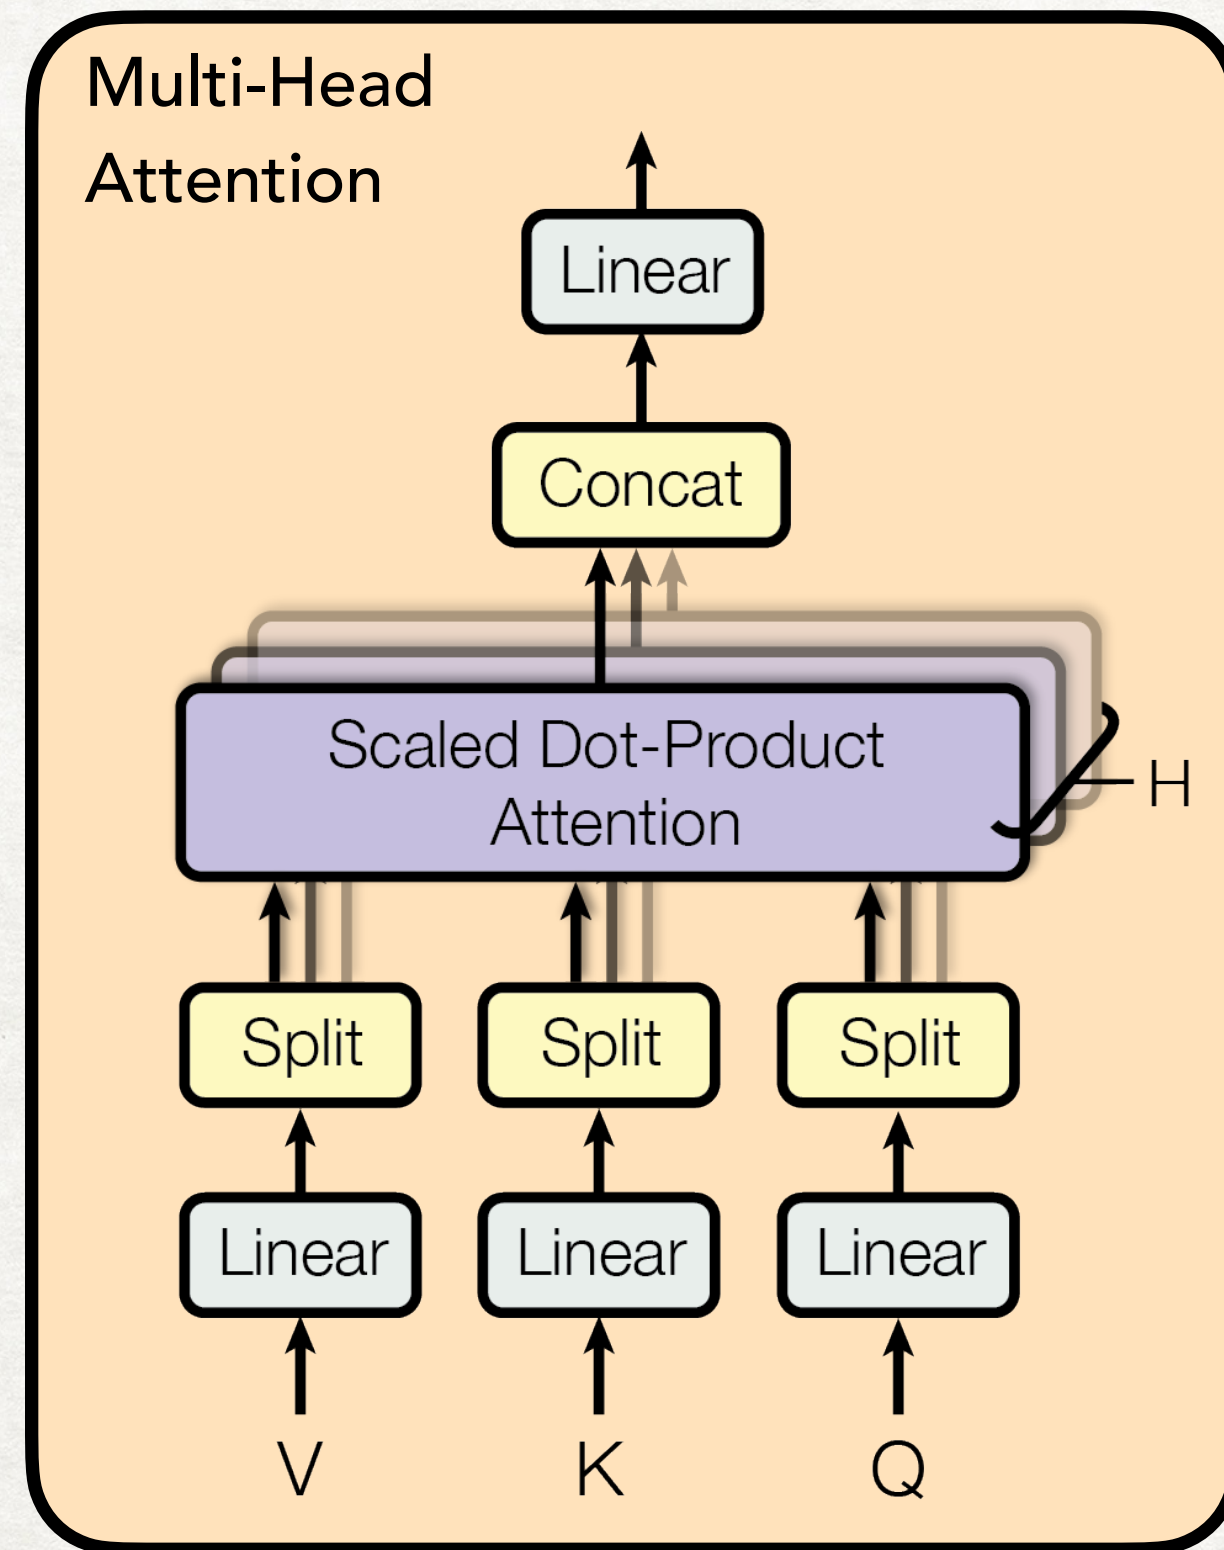 Multi-Head
Attention
Linear
Concat
Scaled Dot-Product
Attention
H
Split Split Split
Linear Linear Linear
V K Q